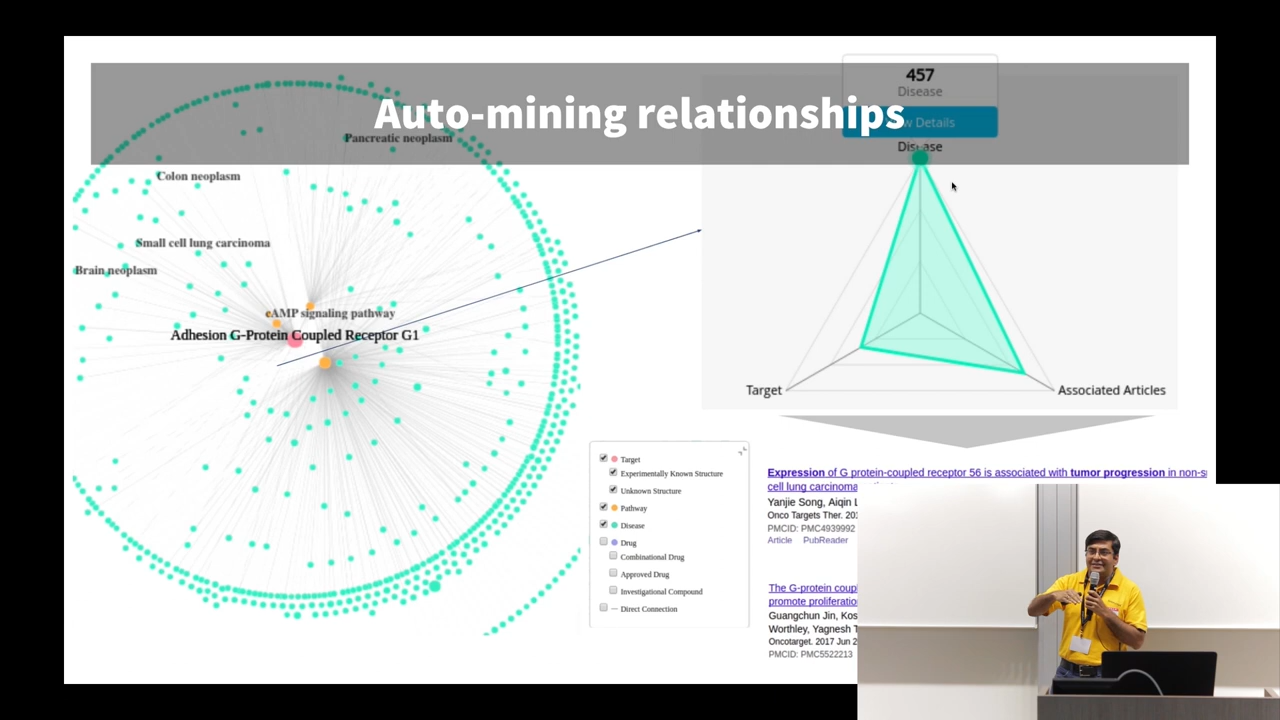 Auto-mining relationships
457
Disease
Details
Disease
Target
Associated Articles
Pancreatic neoplasm
Colon neoplasm
Small cell lung carcinoma
Brain neoplasm
cAMP signaling pathway
Adhesion G-Protein Coupled Receptor G1
Target
Experimentally Known Structure
Unknown Structure
Pathway
Disease
Drug
Combinational Drug
Approved Drug
Investigational Compound
Direct Connection
Expression of G protein-coupled receptor 56 is associated with tumor progression in non-s
cell lung carcinoma
Yanjie Song, Aiqin L
Onco Targets Ther. 201
PMCID: PMC4939992
Article PubReader
The G-protein coupl
promote proliferatio
Guangchun Jin, Kos
Worthley, Yagnesh T
Oncotarget. 2017 Jun 2
PMCID: PMC5522213